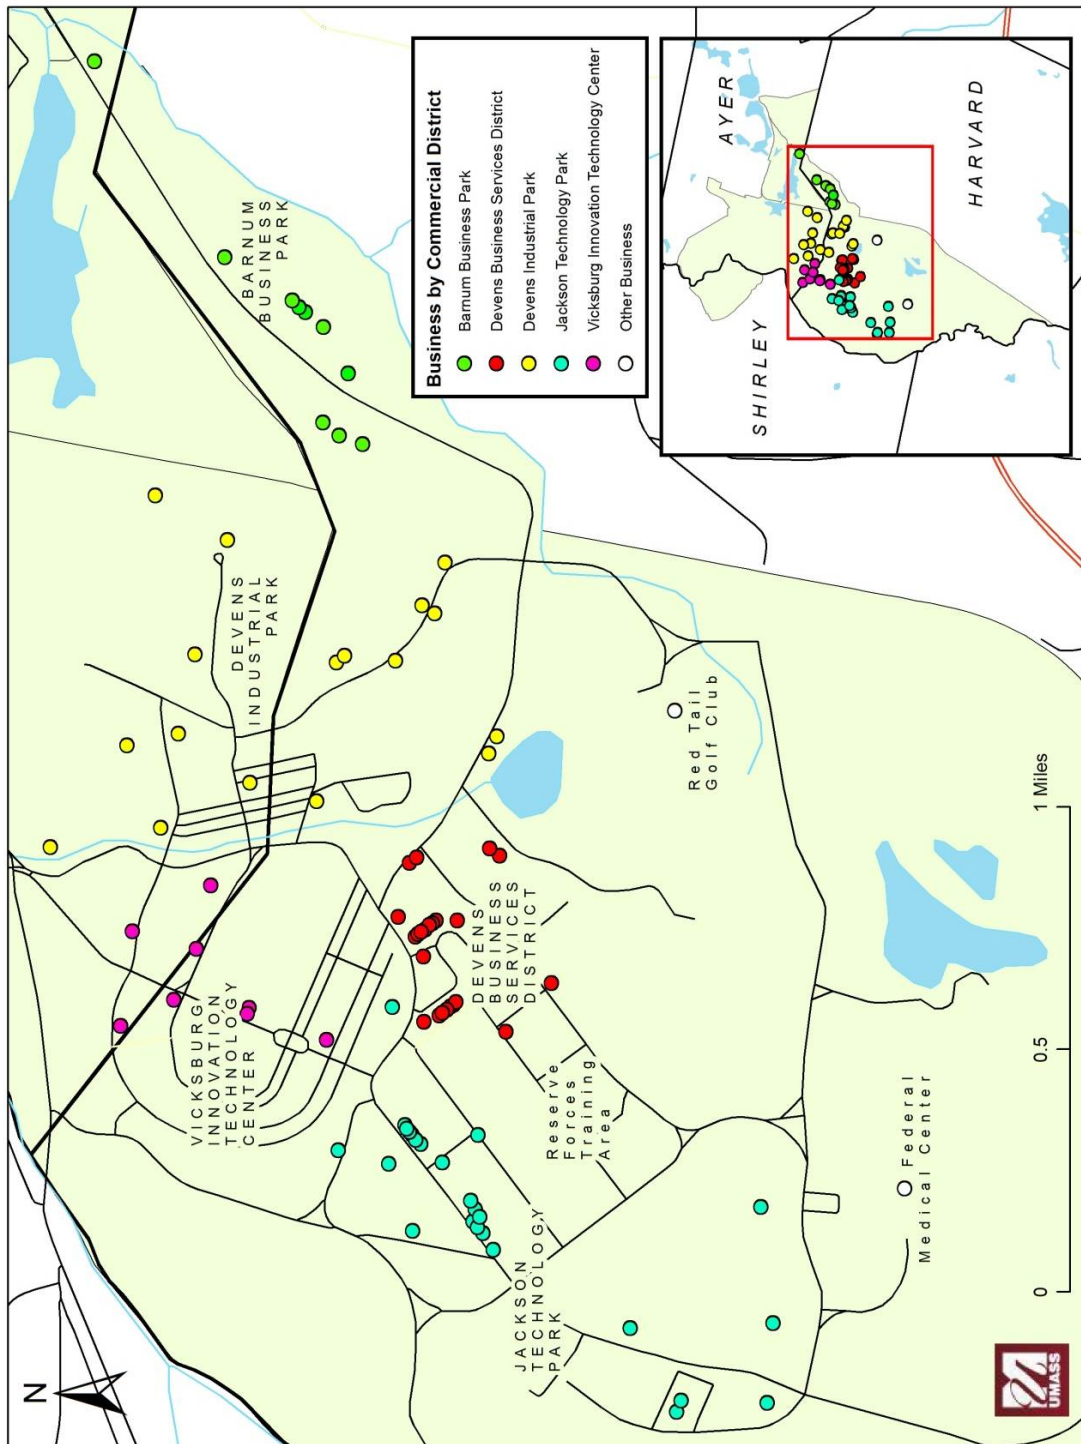 N
VICKSBURG
INNOVATION
TECHNOLOGY
CENTER
DEVENS
INDUSTRIAL
PARK
BARNUM
BUSINESS
PARK
JACKSON
TECHNOLOGY
PARK
Reserve
Forces
Training
Area
DEVENS
BUSINESS
SERVICES
DISTRICT
Red Tail
Golf Club
Federal
Medical Center
Business by Commercial District
Barnum Business Park
Devens Business Services District
Devens Industrial Park
Jackson Technology Park
Vicksburg Innovation Technology Center
Other Business
SHIRLEY
AYER
HARVARD
0 0.5 1 Miles
UMASS